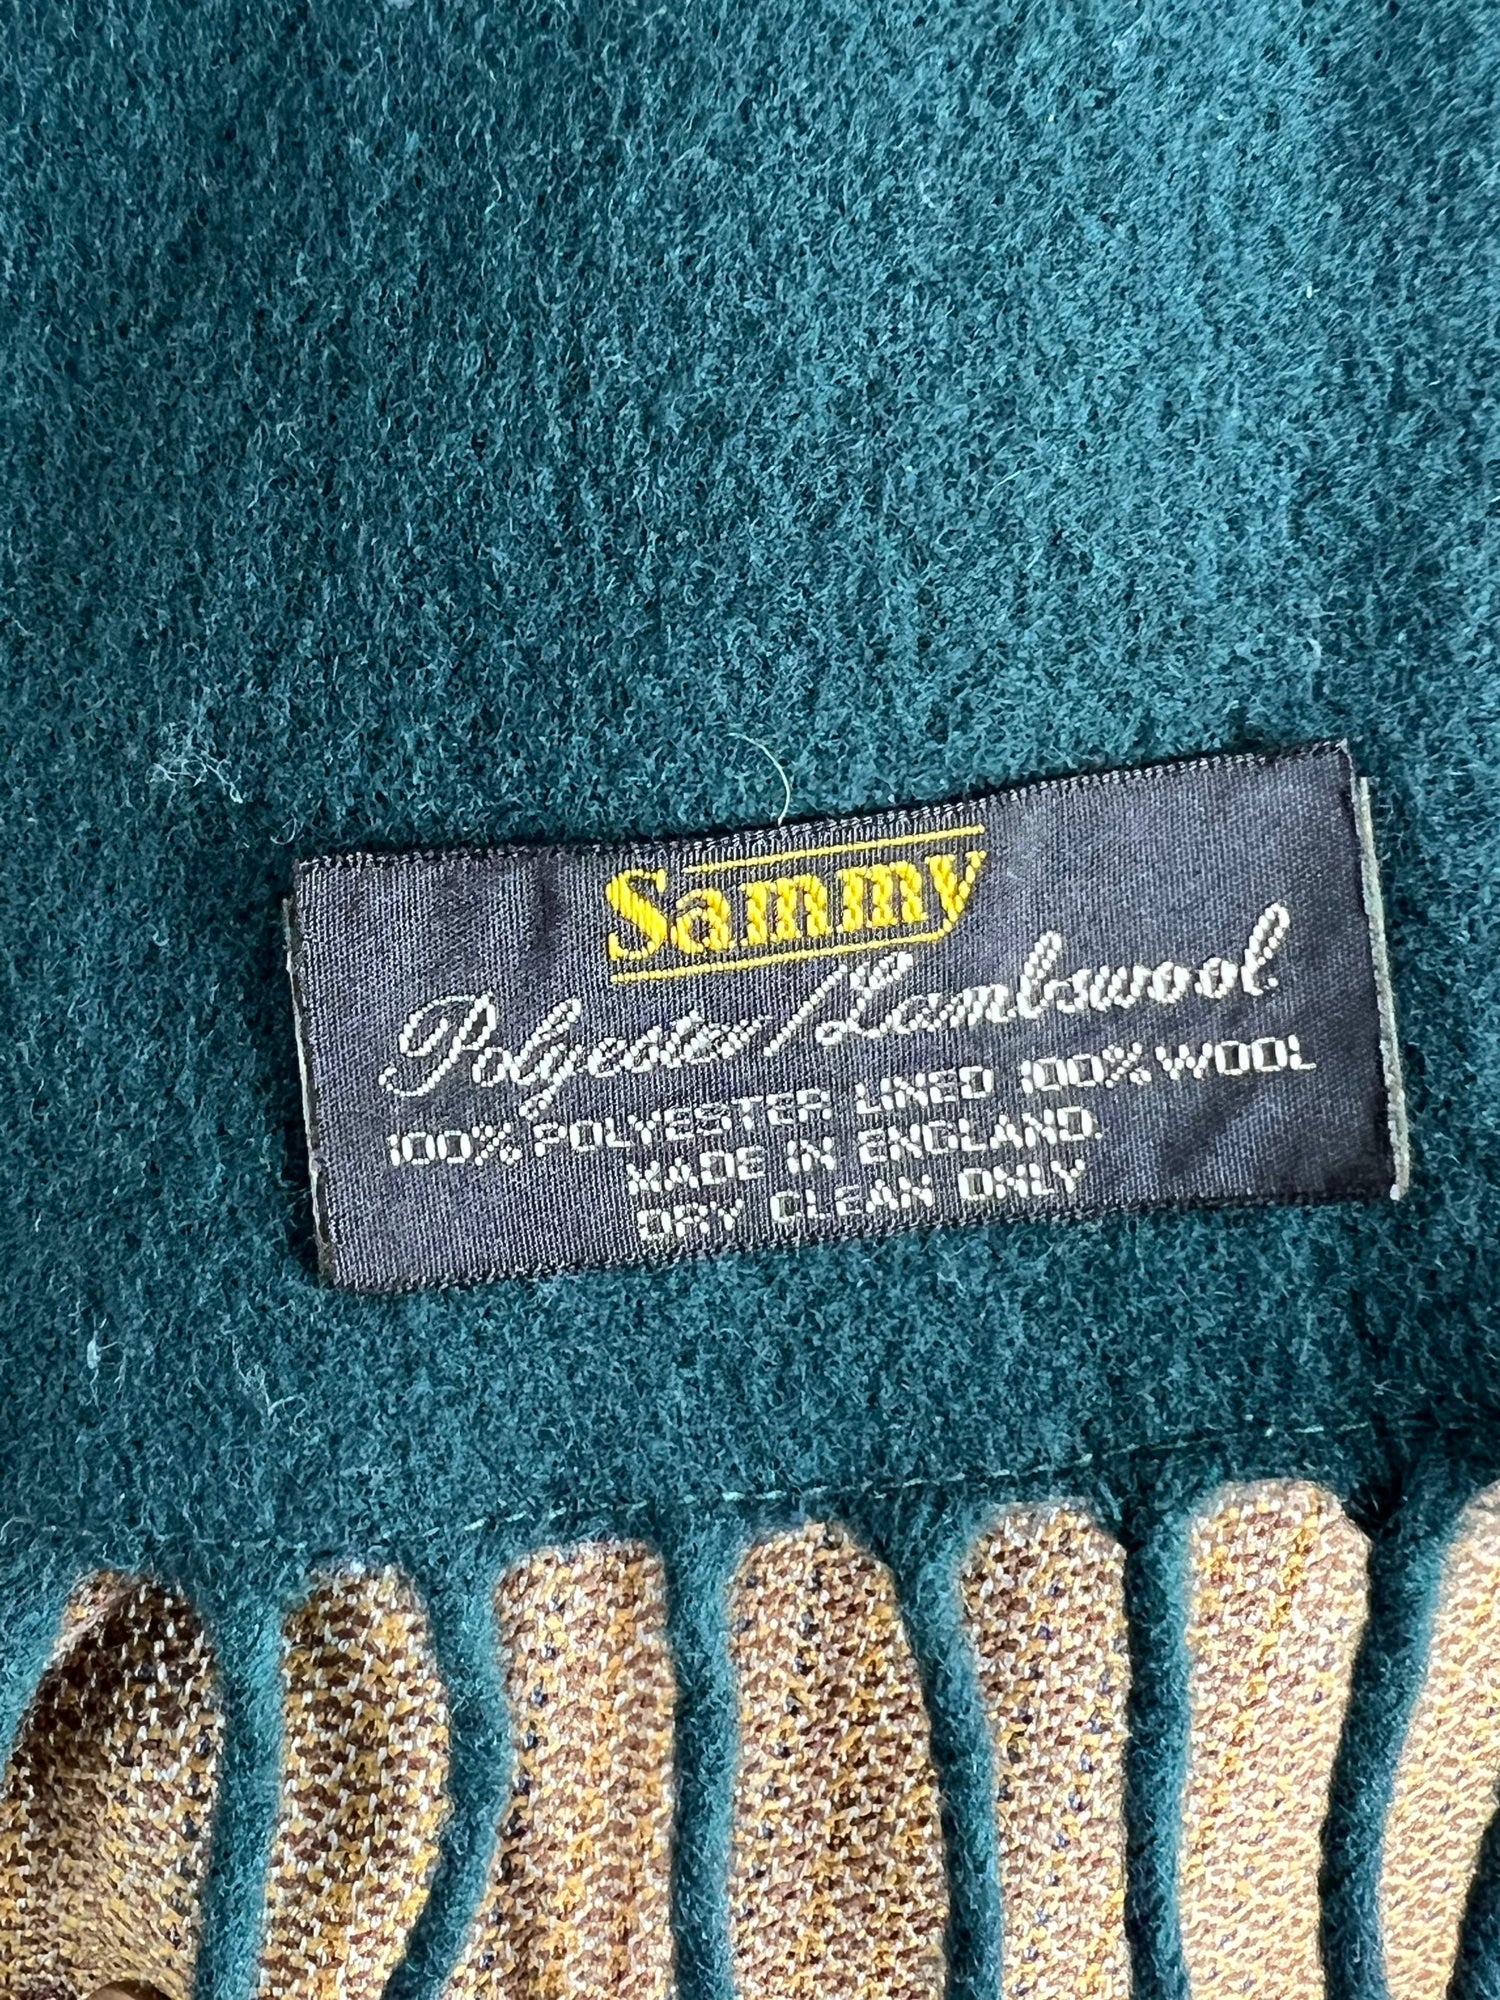 Sammy
Polyester/Lambswool
100% POLYESTER LINED 100% WOOL
MADE IN ENGLAND.
DRY CLEAN ONLY